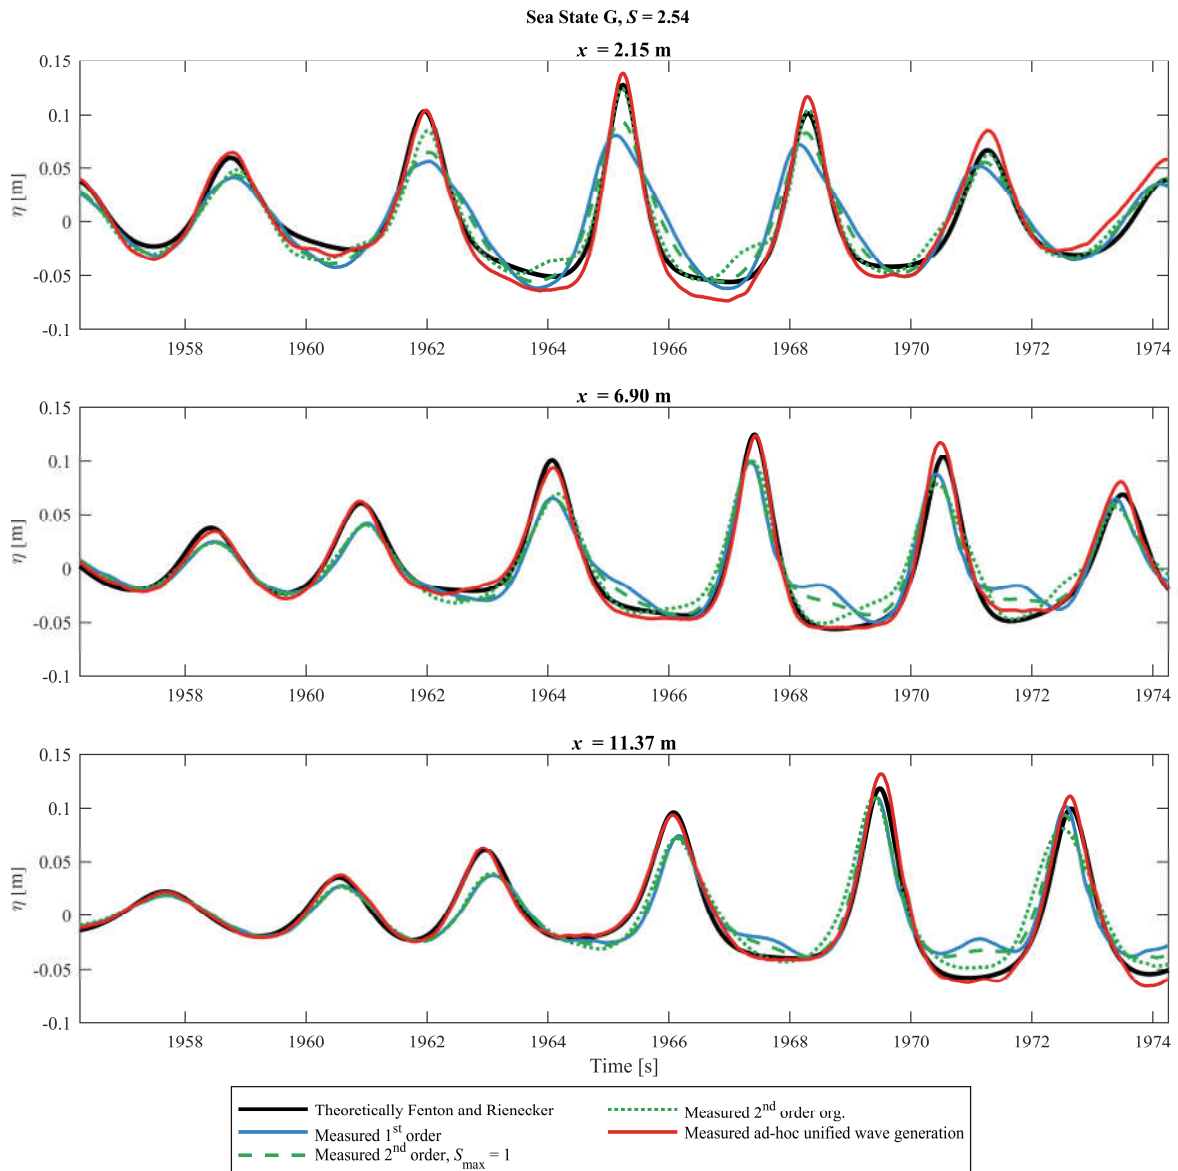 Sea State G, S = 2.54
x = 2.15 m
0.15
0.1
0.05
0
-0.05
-0.1
η [m]
1958 1960 1962 1964 1966 1968 1970 1972 1974
x = 6.90 m
0.15
0.1
0.05
0
-0.05
-0.1
η [m]
1958 1960 1962 1964 1966 1968 1970 1972 1974
x = 11.37 m
0.15
0.1
0.05
0
-0.05
-0.1
η [m]
1958 1960 1962 1964 1966 1968 1970 1972 1974
Time [s]
Theoretically Fenton and Rienecker
Measured 1st order
Measured 2nd order, Smax = 1
Measured 2nd order org.
Measured ad-hoc unified wave generation